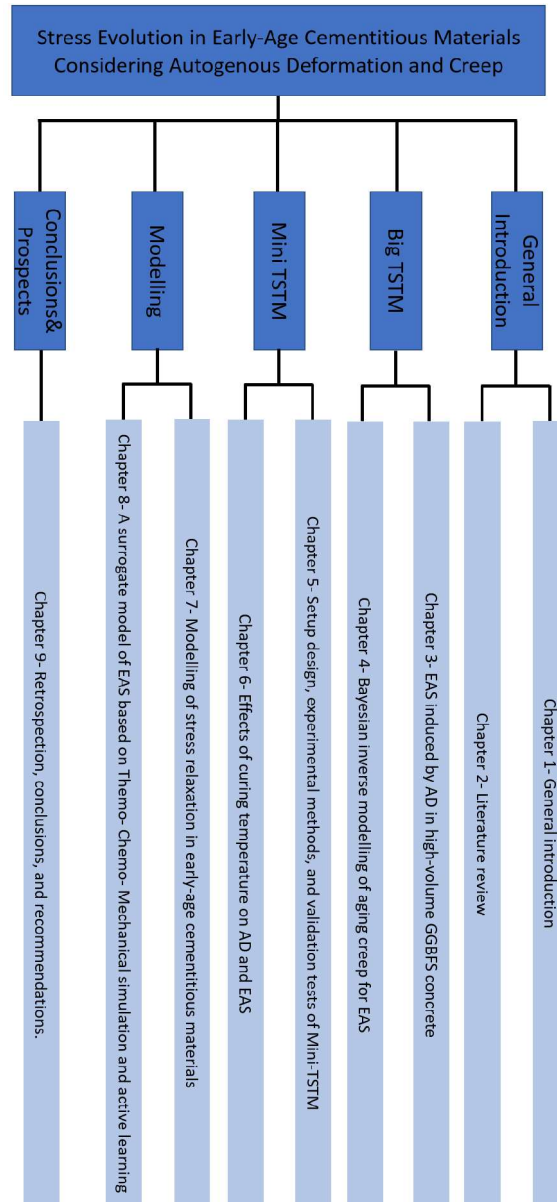 Stress Evolution in Early-Age Cementitious Materials
Considering Autogenous Deformation and Creep
General
Introduction
Chapter 1- General introduction
Chapter 2- Literature review
Big TSTM
Chapter 3- EAS induced by AD in high-volume GGBFS concrete
Chapter 4- Bayesian inverse modelling of aging creep for EAS
Mini TSTM
Chapter 5- Setup design, experimental methods, and validation tests of Mini-TSTM
Chapter 6- Effects of curing temperature on AD and EAS
Modelling
Chapter 7- Modelling of stress relaxation in early-age cementitious materials
Chapter 8- A surrogate model of EAS based on Themo- Chemo- Mechanical simulation and active learning
Conclusions&
Prospects
Chapter 9- Retrospection, conclusions, and recommendations.